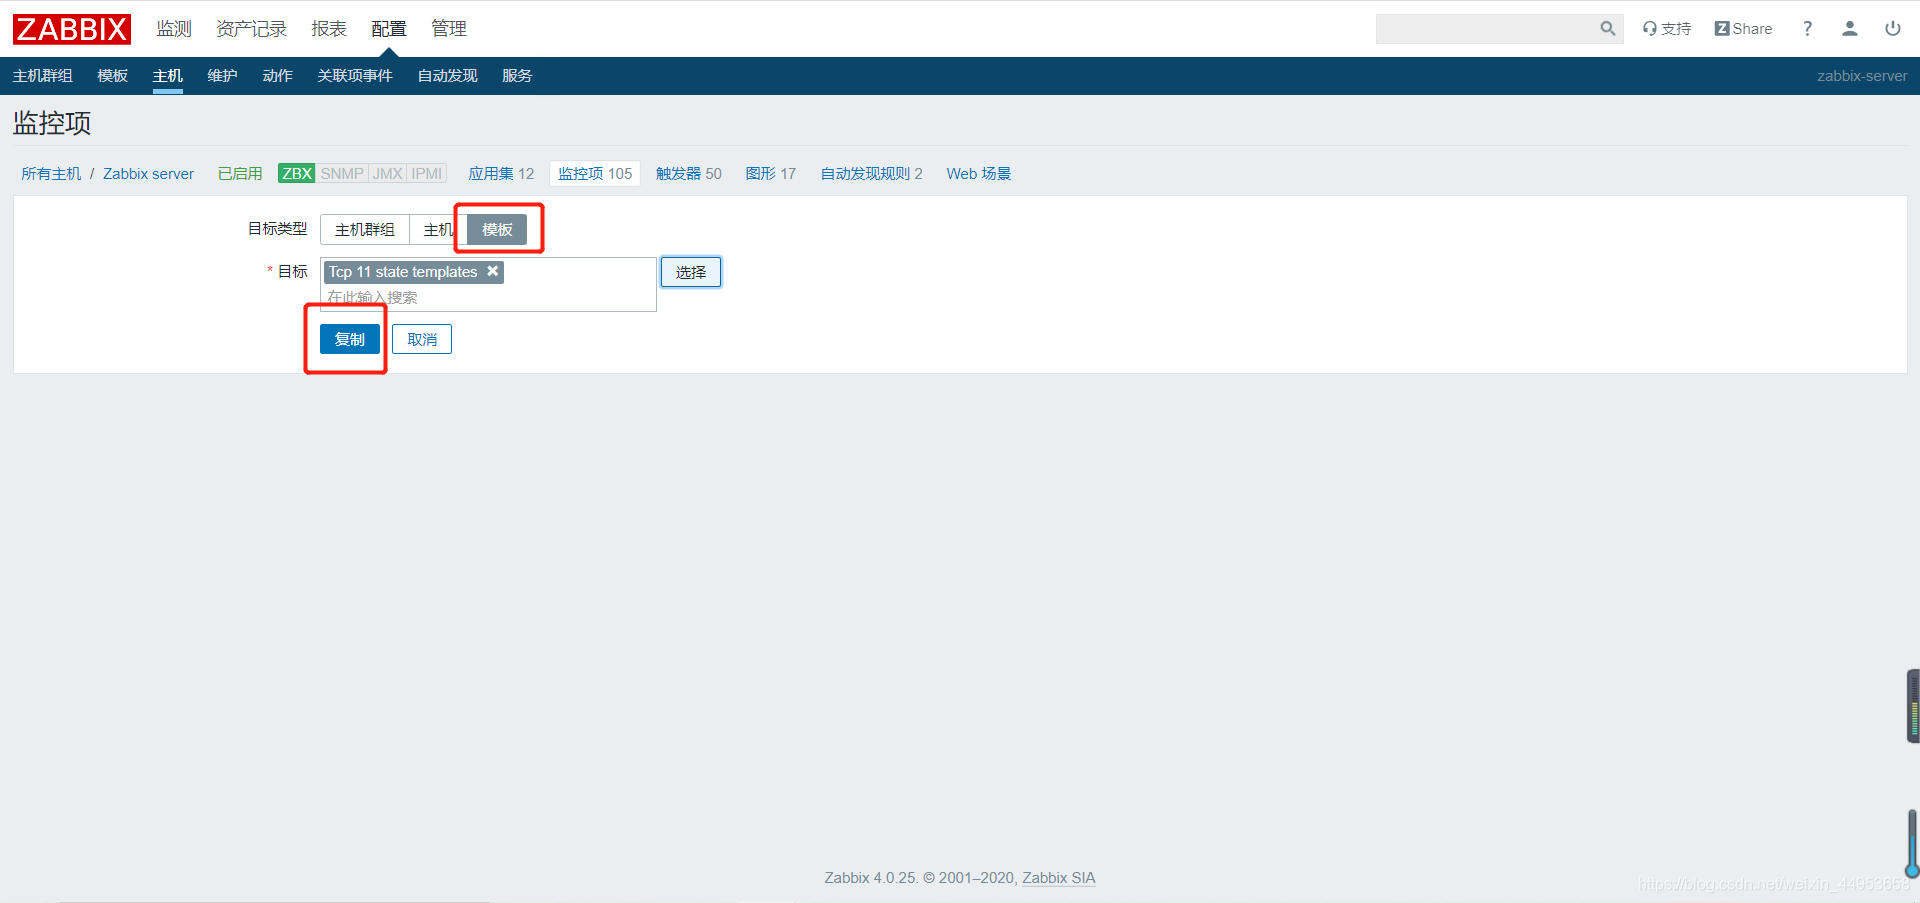 ZABBIX 监测 资产记录 报表 配置 管理 支持 Z Share ?
主机群组 模板 主机 维护 动作 关联项事件 自动发现 服务 zabbix-server
监控项
所有主机 / Zabbix server 已启用 ZBX SNMP JMX IPMI 应用集 12 监控项 105 触发器 50 图形 17 自动发现规则 2 Web 场景
目标类型 主机群组 主机 模板
* 目标 Tcp 11 state templates 选择
在此输入搜索
复制 取消
Zabbix 4.0.25. © 2001–2020, Zabbix SIA
https://blog.csdn.net/weixin_44953658